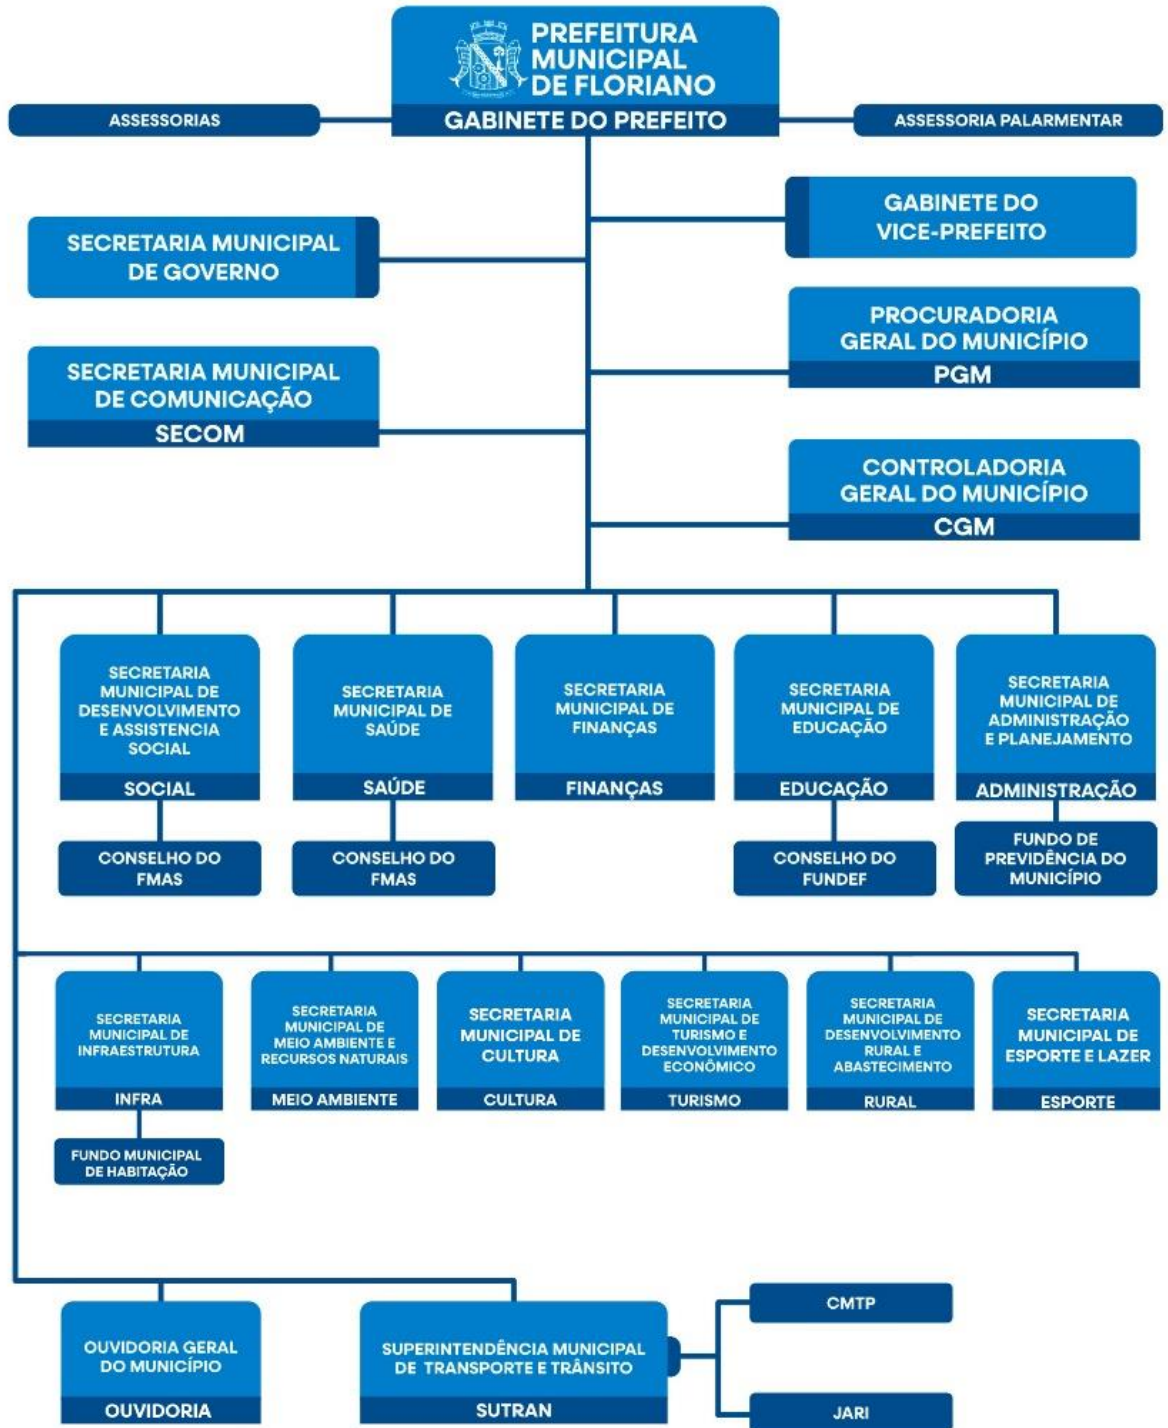 PREFEITURA
MUNICIPAL
DE FLORIANO
GABINETE DO PREFEITO
ASSESSORIAS
ASSESSORIA PALARMENTAR
GABINETE DO
VICE-PREFEITO
SECRETARIA MUNICIPAL
DE GOVERNO
PROCURADORIA
GERAL DO MUNICÍPIO
PGM
SECRETARIA MUNICIPAL
DE COMUNICAÇÃO
SECOM
CONTROLADORIA
GERAL DO MUNICÍPIO
CGM
SECRETARIA
MUNICIPAL DE
DESENVOLVIMENTO
E ASSISTENCIA
SOCIAL
SOCIAL
CONSELHO DO
FMAS
SECRETARIA
MUNICIPAL DE
SAÚDE
SAÚDE
CONSELHO DO
FMAS
SECRETARIA
MUNICIPAL DE
FINANÇAS
FINANÇAS
SECRETARIA
MUNICIPAL DE
EDUCAÇÃO
EDUCAÇÃO
CONSELHO DO
FUNDEF
SECRETARIA
MUNICIPAL DE
ADMINISTRAÇÃO
E PLANEJAMENTO
ADMINISTRAÇÃO
FUNDO DE
PREVIDÊNCIA DO
MUNICÍPIO
SECRETARIA
MUNICIPAL DE
INFRAESTRUTURA
INFRA
FUNDO MUNICIPAL
DE HABITAÇÃO
SECRETARIA
MUNICIPAL DE
MEIO AMBIENTE E
RECURSOS NATURAIS
MEIO AMBIENTE
SECRETARIA
MUNICIPAL DE
CULTURA
CULTURA
SECRETARIA
MUNICIPAL DE
TURISMO E
DESENVOLVIMENTO
ECONÔMICO
TURISMO
SECRETARIA
MUNICIPAL DE
DESENVOLVIMENTO
RURAL E
ABASTECIMENTO
RURAL
SECRETARIA
MUNICIPAL DE
ESPORTE E LAZER
ESPORTE
OUVIDORIA GERAL
DO MUNICÍPIO
OUVIDORIA
SUPERINTENDÊNCIA MUNICIPAL
DE TRANSPORTE E TRÂNSITO
SUTRAN
CMTP
JARI